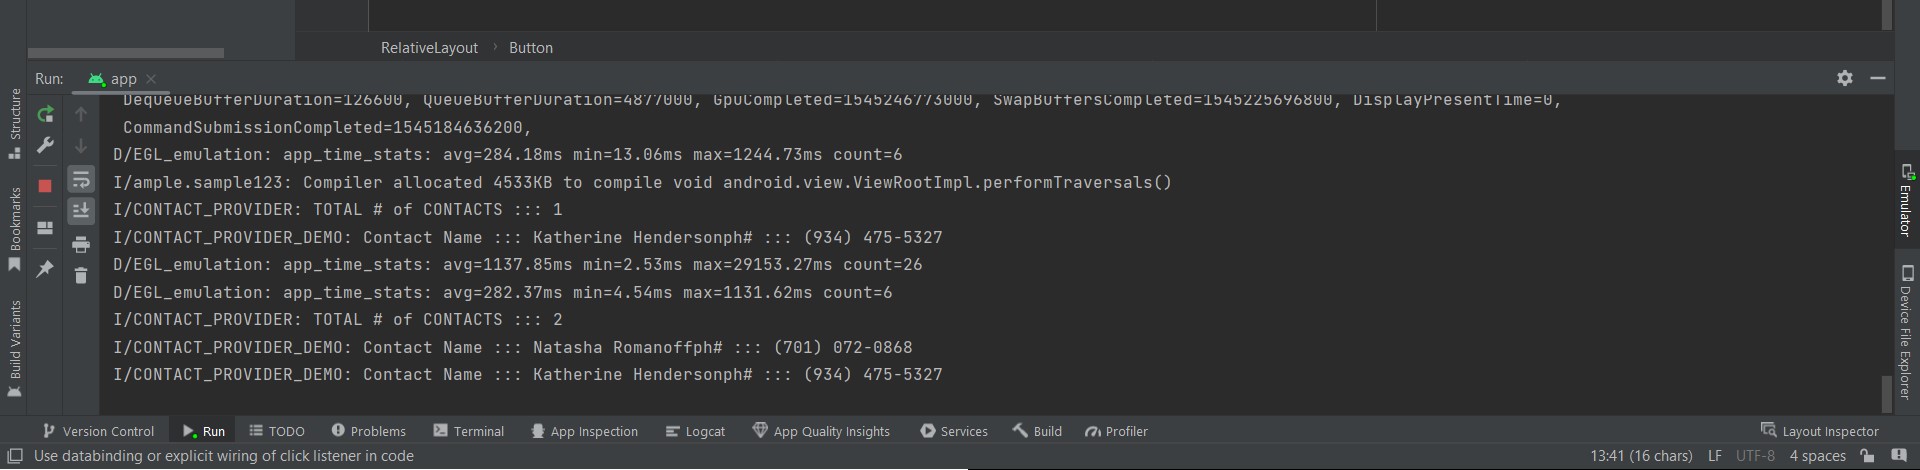 RelativeLayout › Button
Run: app
DequeueBufferDuration=126600, QueueBufferDuration=4877000, GpuCompleted=1545246773000, SwapBuffersCompleted=1545225696800, DisplayPresentTime=0,
CommandSubmissionCompleted=1545184636200,
D/EGL_emulation: app_time_stats: avg=284.18ms min=13.06ms max=1244.73ms count=6
I/ample.sample123: Compiler allocated 4533KB to compile void android.view.ViewRootImpl.performTraversals()
I/CONTACT_PROVIDER: TOTAL # of CONTACTS ::: 1
I/CONTACT_PROVIDER_DEMO: Contact Name ::: Katherine Hendersonph# ::: (934) 475-5327
D/EGL_emulation: app_time_stats: avg=1137.85ms min=2.53ms max=29153.27ms count=26
D/EGL_emulation: app_time_stats: avg=282.37ms min=4.54ms max=1131.62ms count=6
I/CONTACT_PROVIDER: TOTAL # of CONTACTS ::: 2
I/CONTACT_PROVIDER_DEMO: Contact Name ::: Natasha Romanoffph# ::: (701) 072-0868
I/CONTACT_PROVIDER_DEMO: Contact Name ::: Katherine Hendersonph# ::: (934) 475-5327
Structure
Bookmarks
Build Variants
Emulator
Device File Explorer
Version Control Run TODO Problems Terminal App Inspection Logcat App Quality Insights Services Build Profiler Layout Inspector
Use databinding or explicit wiring of click listener in code 13:41 (16 chars) LF UTF-8 4 spaces